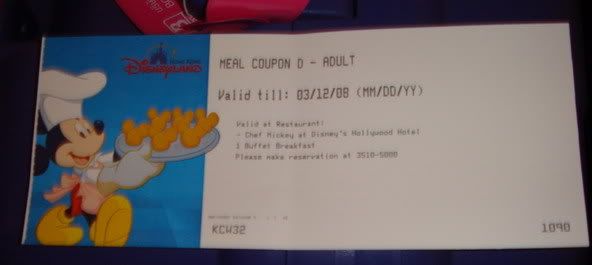 HONG KONG
DISNEYLAND
MEAL COUPON D - ADULT
Valid till: 03/12/08 (MM/DD/YY)
Valid at Restaurant:
- Chef Mickey at Disney's Hollywood Hotel
1 Buffet Breakfast
Please make reservation at 3510-5000
KCW32
1090